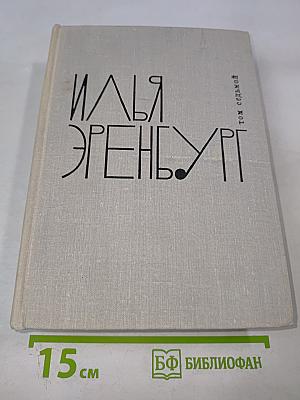 ИЛЬЯ
ЭРЕНБУРГ
том седьмой
15 см
БФ
БИБЛИОФАН